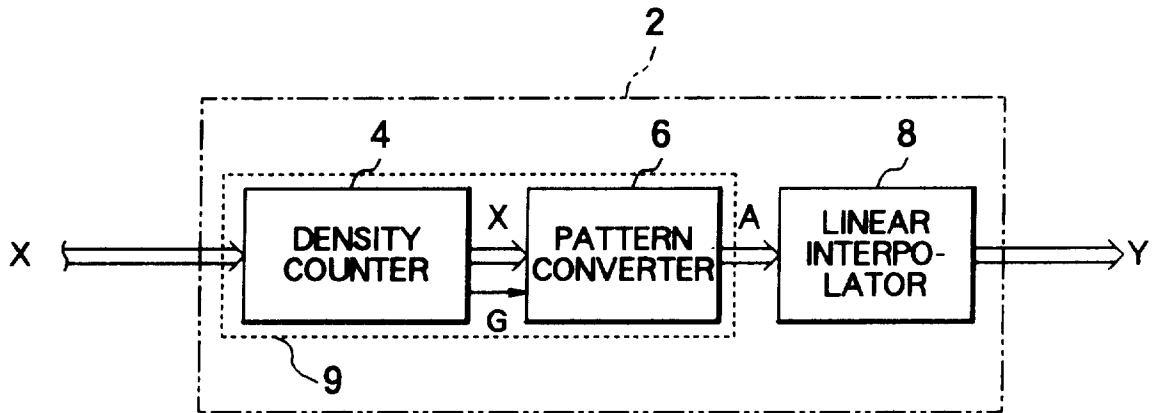 2
4
6
8
X
DENSITY
COUNTER
X
G
PATTERN
CONVERTER
A
LINEAR
INTERPO-
LATOR
Y
9